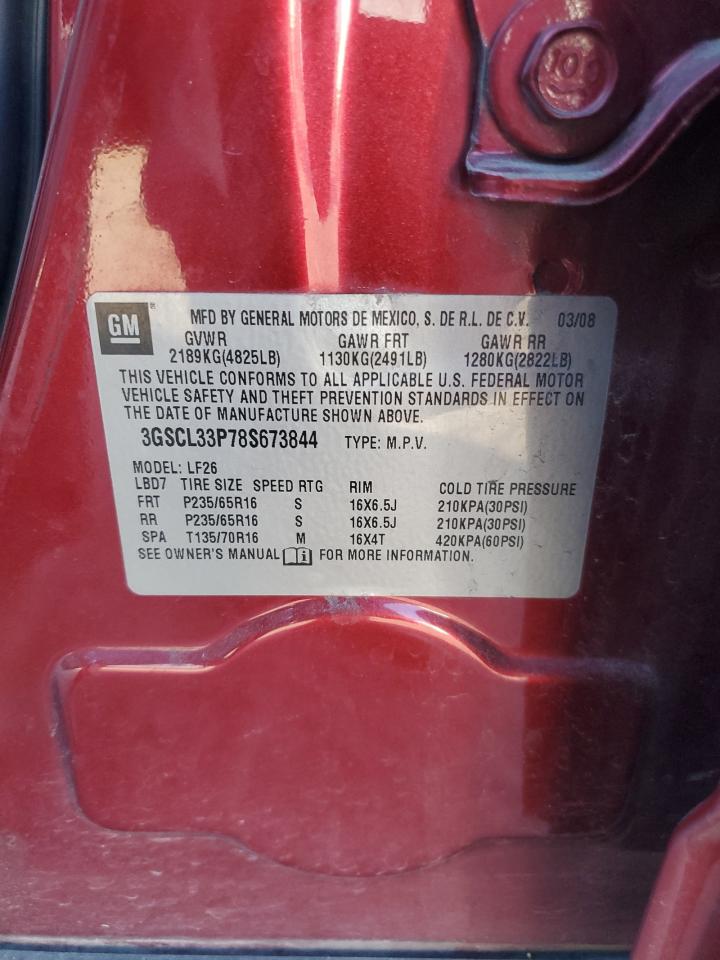 106
GM ® MFD BY GENERAL MOTORS DE MEXICO, S. DE R.L. DE C.V. 03/08
GVWR GAWR FRT GAWR RR
2189KG(4825LB) 1130KG(2491LB) 1280KG(2822LB)
THIS VEHICLE CONFORMS TO ALL APPLICABLE U.S. FEDERAL MOTOR
VEHICLE SAFETY AND THEFT PREVENTION STANDARDS IN EFFECT ON
THE DATE OF MANUFACTURE SHOWN ABOVE.
3GSCL33P78S673844 TYPE: M.P.V.
MODEL: LF26
LBD7 TIRE SIZE SPEED RTG RIM COLD TIRE PRESSURE
FRT P235/65R16 S 16X6.5J 210KPA(30PSI)
RR P235/65R16 S 16X6.5J 210KPA(30PSI)
SPA T135/70R16 M 16X4T 420KPA(60PSI)
SEE OWNER'S MANUAL i FOR MORE INFORMATION.